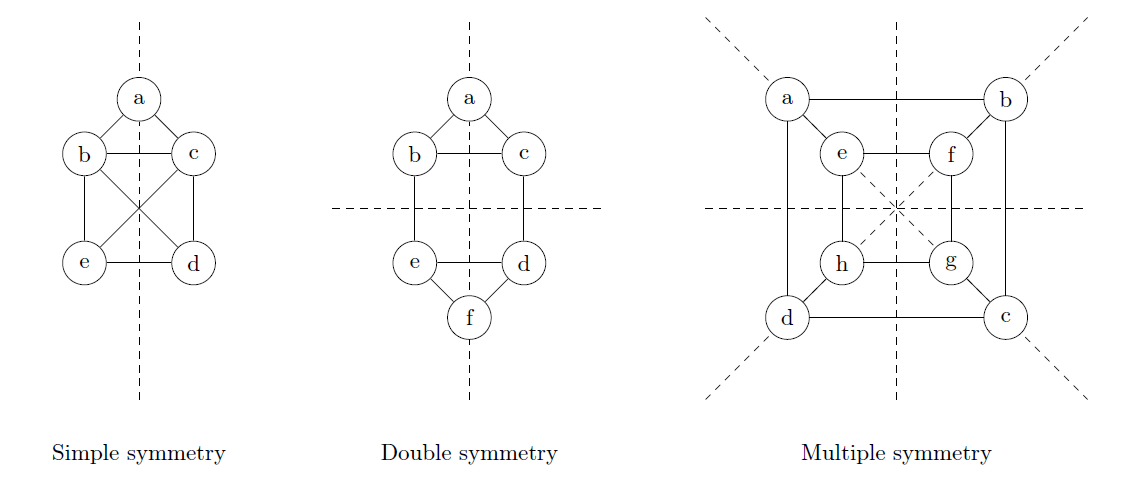 a
b c
e d
Simple symmetry
a
b c
e d
f
Double symmetry
a b
e f
h g
d c
Multiple symmetry